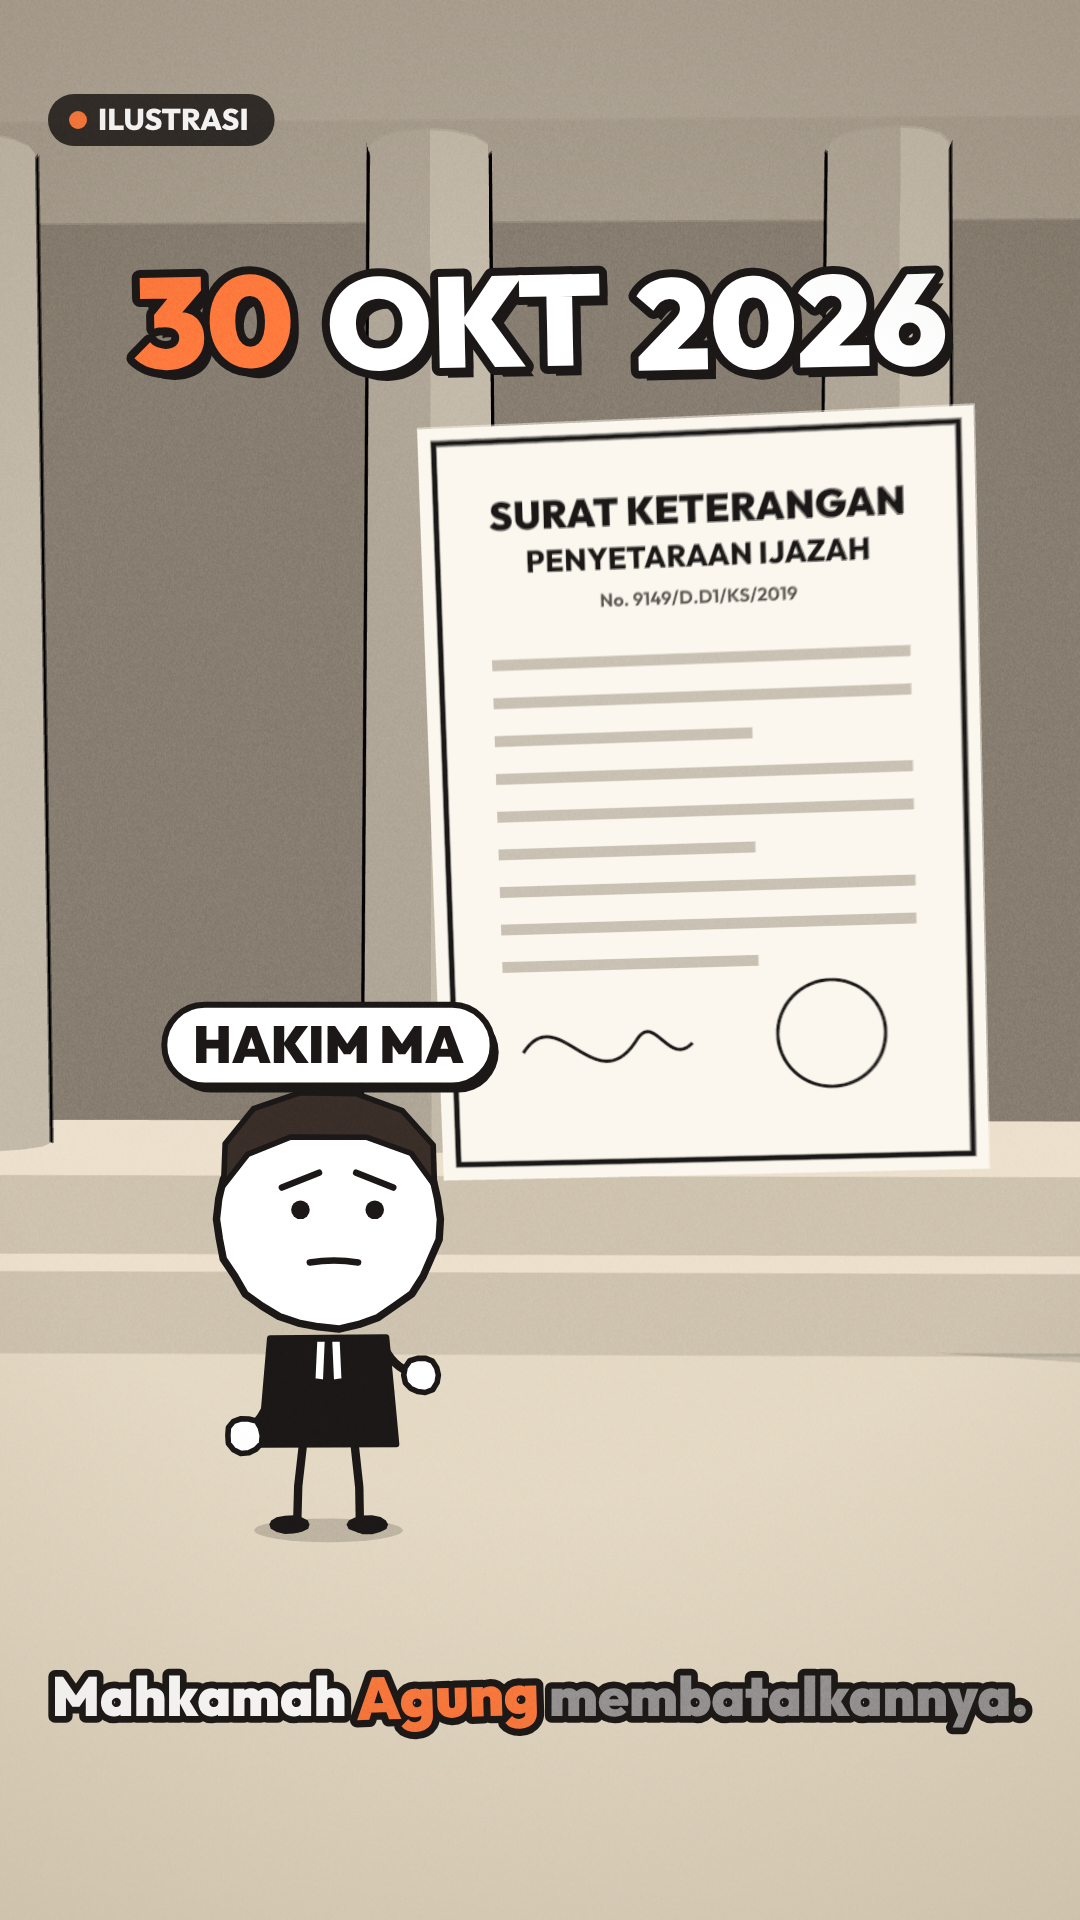 ILUSTRASI
30 OKT 2026
SURAT KETERANGAN
PENYETARAAN IJAZAH
No. 9149/D.D1/KS/2019
HAKIM MA
Mahkamah Agung membatalkannya.